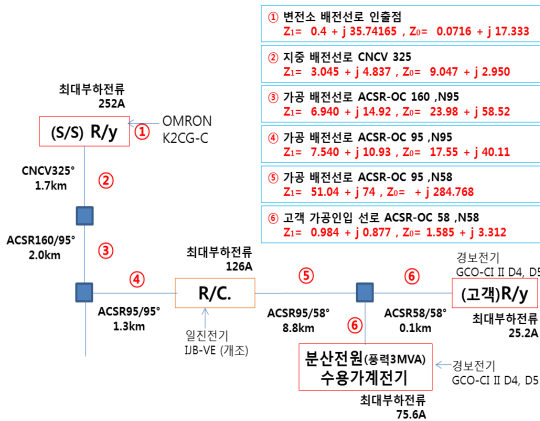 ① 변전소 배전선로 인출점
Z1= 0.4 + j 35.74165 , Z0= 0.0716 + j 17.333
② 지중 배전선로 CNCV 325
Z1= 3.045 + j 4.837 , Z0= 9.047 + j 2.950
③ 가공 배전선로 ACSR-OC 160 ,N95
Z1= 6.940 + j 14.92 , Z0= 23.98 + j 58.52
④ 가공 배전선로 ACSR-OC 95 ,N95
Z1= 7.540 + j 10.93 , Z0= 17.55 + j 40.11
⑤ 가공 배전선로 ACSR-OC 95 ,N58
Z1= 51.04 + j 74 , Z0= + j 284.768
⑥ 고객 가공인입 선로 ACSR-OC 58 ,N58
Z1= 0.984 + j 0.877 , Z0= 1.585 + j 3.312
최대부하전류
252A
(S/S) R/y
①
OMRON
K2CG-C
CNCV325°
1.7km
②
ACSR160/95°
2.0km
③
④
ACSR95/95°
1.3km
최대부하전류
126A
R/C.
일진전기
IJB-VE (개조)
⑤
ACSR95/58°
8.8km
⑥
ACSR58/58°
0.1km
경보전기
GCO-CI II D4, D5
(고객)R/y
최대부하전류
25.2A
⑥
분산전원(풍력3MVA)
수용가계전기
경보전기
GCO-CI II D4, D5
최대부하전류
75.6A